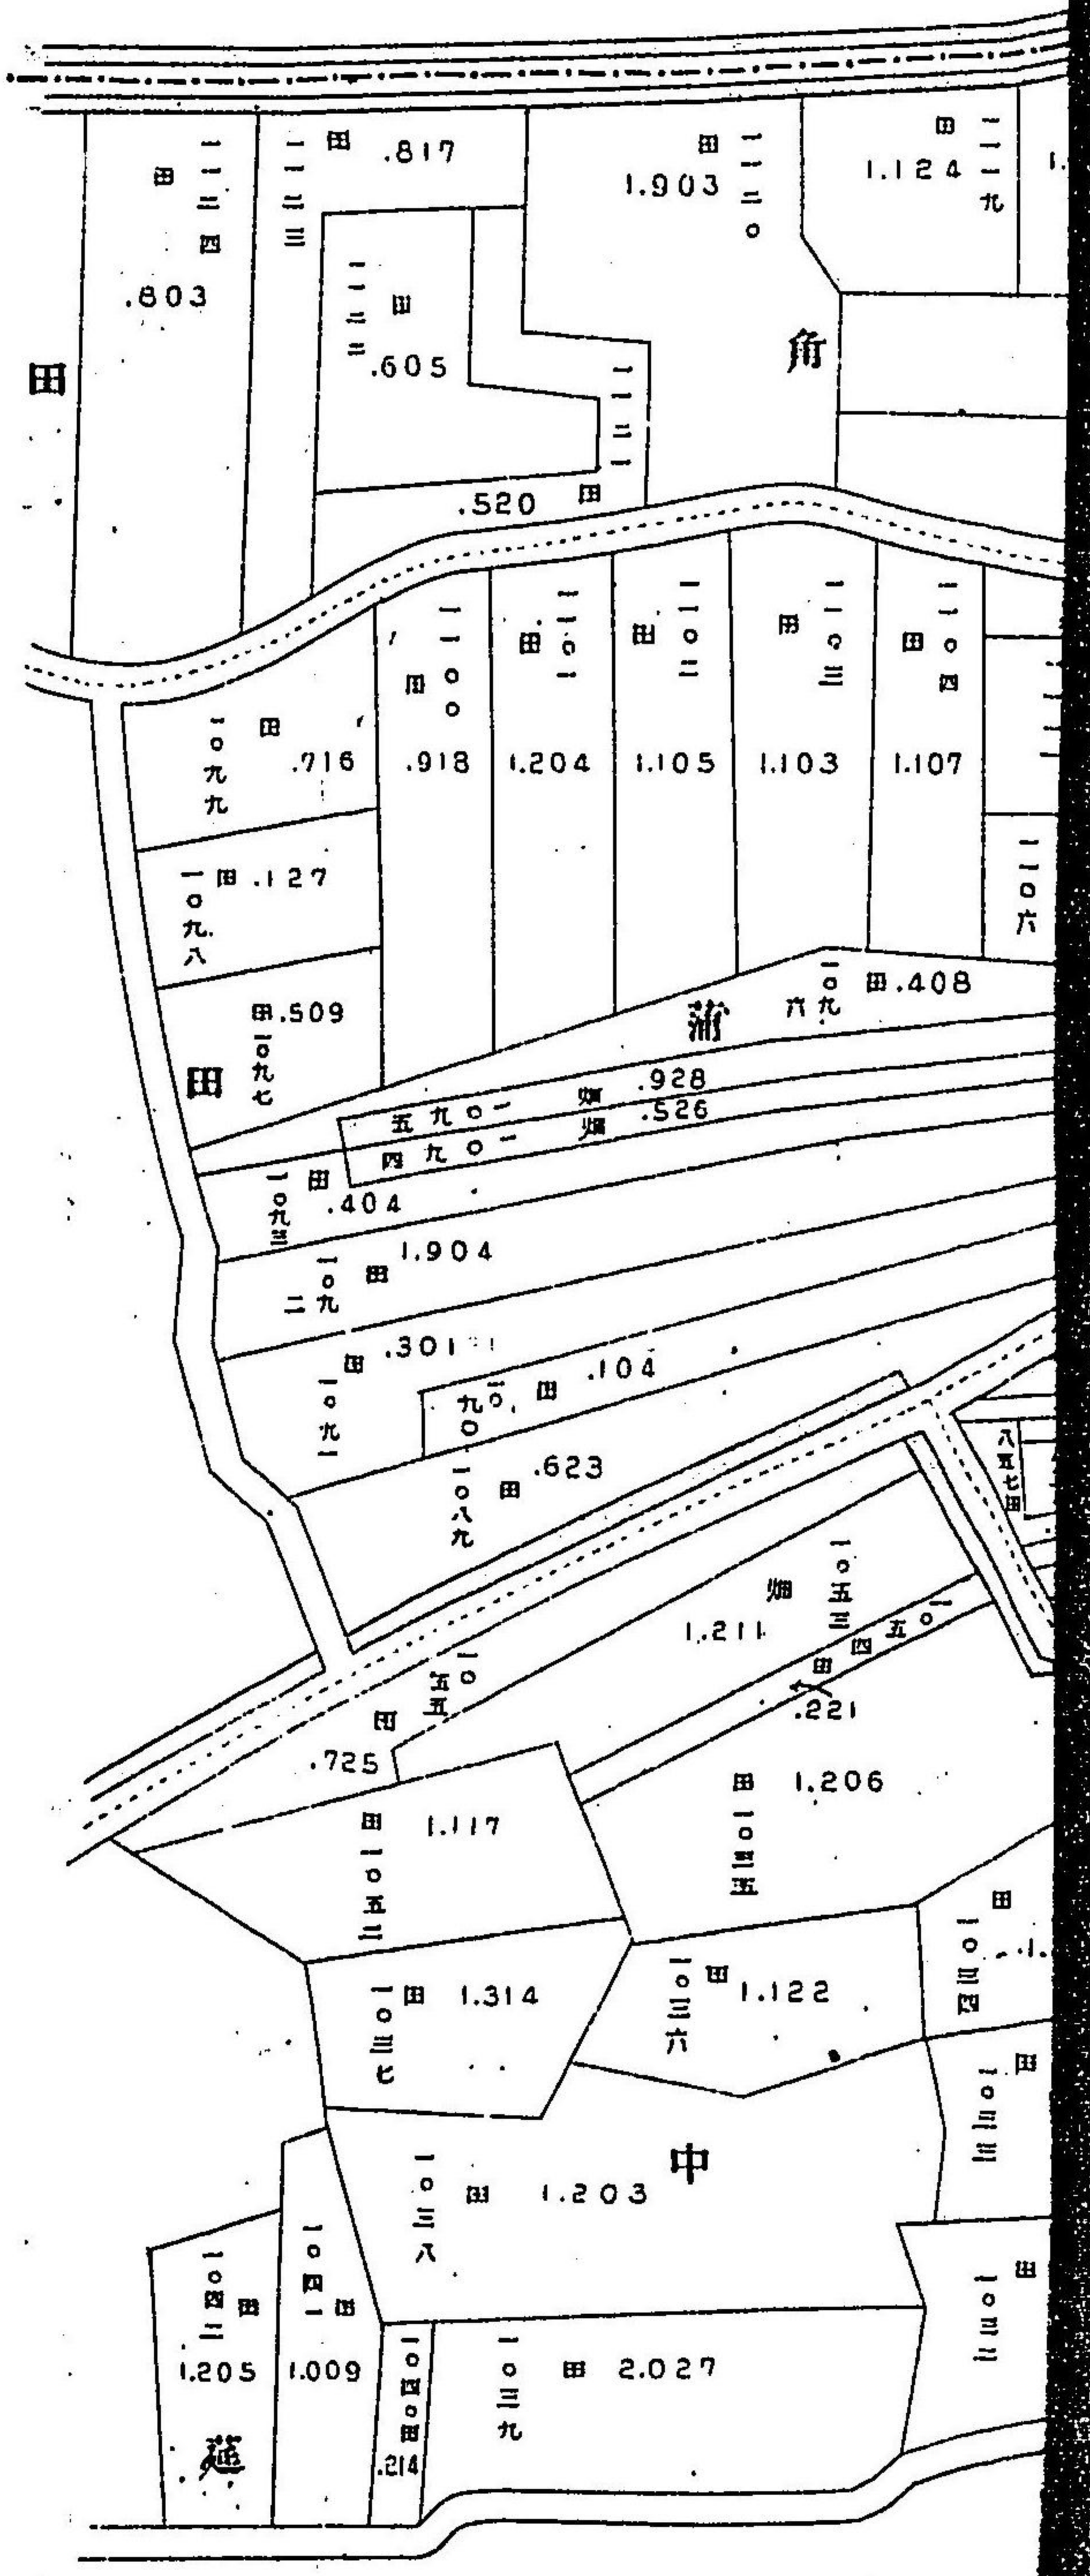 一一二四
田
.803
一一二三
田
.817
一一二〇
田
1.903
一一一九
田
1.124
1.
一一二二
田
.605
角
田
一一二一
田
.520
一〇九九
田
.716
一一〇〇
田
.918
一一〇一
田
1.204
一一〇二
田
1.105
一一〇三
田
1.103
一一〇四
田
1.107
一一〇六
一〇九八
田
.127
一〇九七
田
.509
田
蒲
一〇九六
田
.408
一〇九五
畑
.928
一〇九四
畑
.526
一〇九三
田
.404
一〇九二
田
1.904
一〇九一
田
.301
一〇九〇
田
.104
一〇八九
田
.623
八五七田
一〇五三
畑
1.211
一〇五四
田
.221
一〇五五
田
.725
一〇五二
田
1.117
一〇三五
田
1.206
一〇三七
田
1.314
一〇三六
田
1.122
一〇三四
田
1.
一〇三三
田
中
一〇三八
田
1.203
一〇三二
田
一〇四二
田
1.205
一〇四一
田
1.009
一〇四〇田
.214
一〇三九
田
2.027